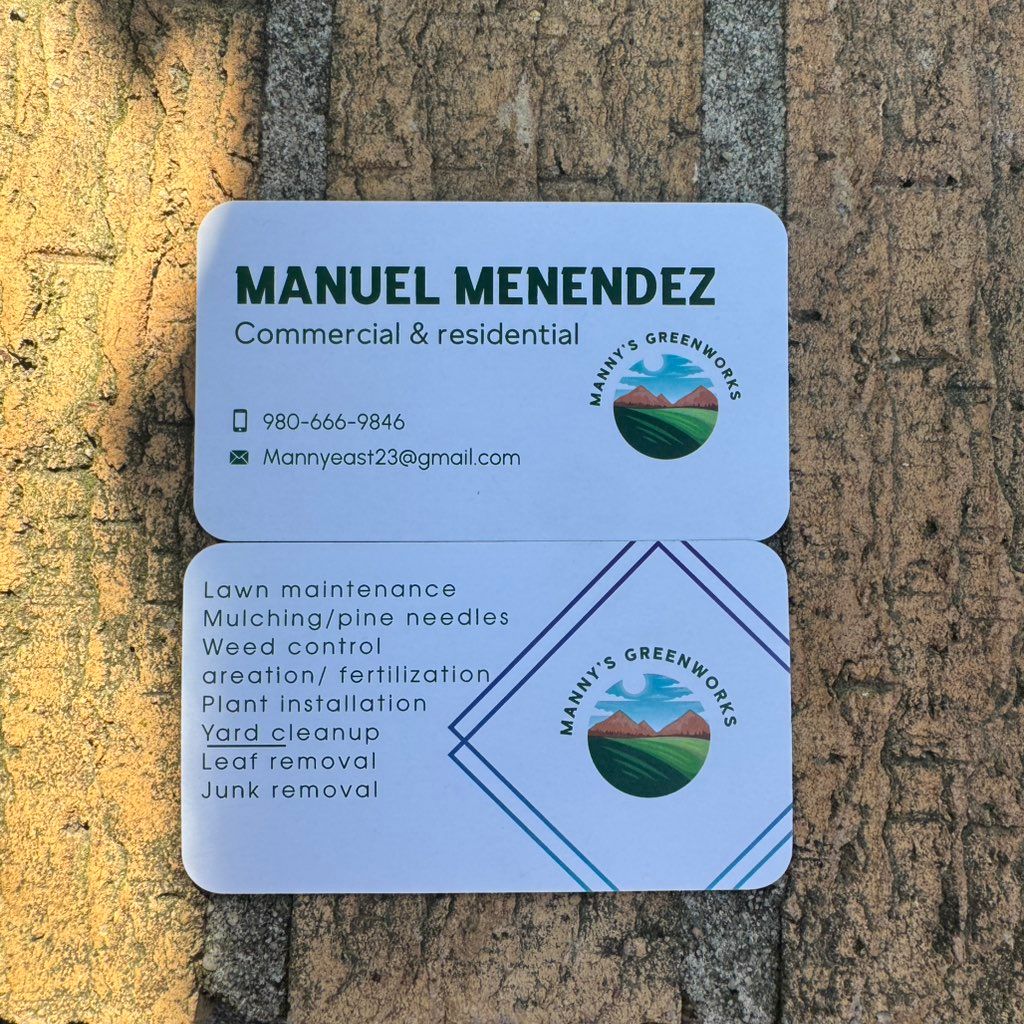 MANUEL MENENDEZ
Commercial & residential
MANNY'S GREENWORKS
980-666-9846
Mannyeast23@gmail.com
Lawn maintenance
Mulching/pine needles
Weed control
areation/ fertilization
Plant installation
Yard cleanup
Leaf removal
Junk removal
MANNY'S GREENWORKS